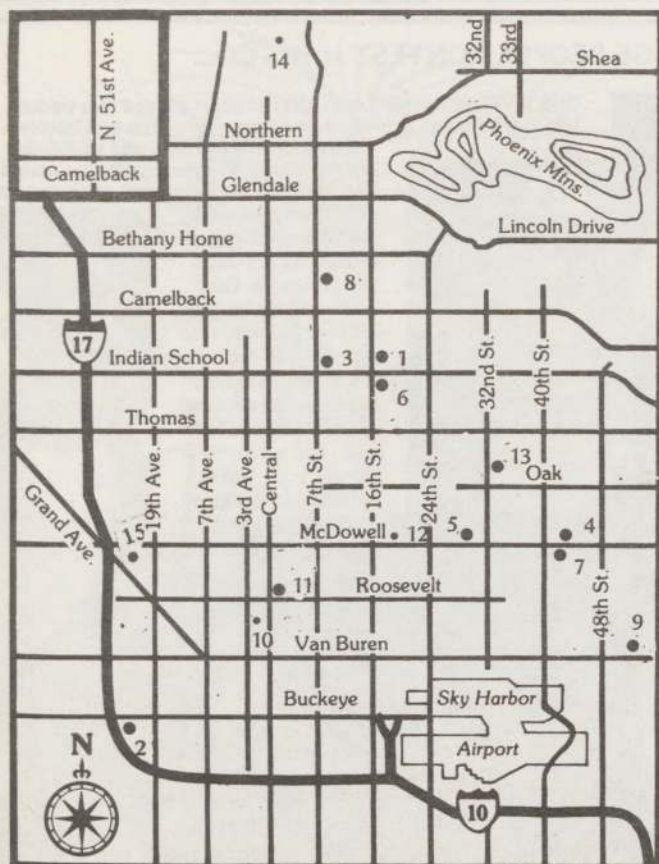 32nd
33rd
14
Shea
N. 51st Ave.
Northern
Phoenix Mtns.
Camelback
Glendale
Lincoln Drive
Bethany Home
8
Camelback
17
Indian School
3
1
6
32nd St.
40th St.
Thomas
13
Oak
19th Ave.
7th Ave.
3rd Ave.
Central
7th St.
16th St.
24th St.
Grand Ave.
15
McDowell
12
5
4
7
48th St.
11
Roosevelt
10
Van Buren
9
Buckeye
Sky Harbor
N
2
Airport
10